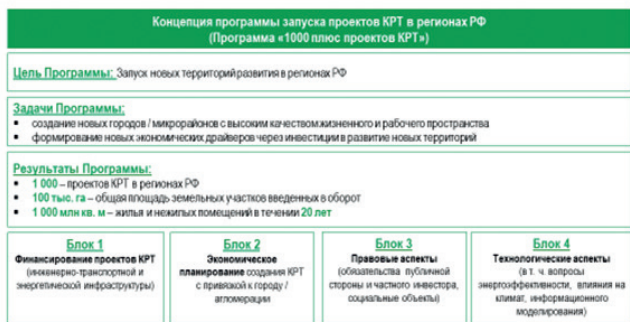 Концепция программы запуска проектов КРТ в регионах РФ
(Программа «1000 плюс проектов КРТ»)
Цель Программы: Запуск новых территорий развития в регионах РФ
Задачи Программы:
▪ создание новых городов / микрорайонов с высоким качеством жизненного и рабочего пространства
▪ формирование новых экономических драйверов через инвестиции в развитие новых территорий
Результаты Программы:
▪ 1 000 – проектов КРТ в регионах РФ
▪ 100 тыс. га – общая площадь земельных участков введенных в оборот
▪ 1 000 млн кв. м – жилья и нежилых помещений в течении 20 лет
Блок 1
Финансирование проектов КРТ
(инженерно-транспортной и
энергетической инфраструктуры)
Блок 2
Экономическое
планирование создания КРТ
с привязкой к городу /
агломерации
Блок 3
Правовые аспекты
(обязательства публичной
стороны и частного инвестора,
социальные объекты)
Блок 4
Технологические аспекты
(в т. ч. вопросы
энергоэффективности, влияния на
климат, информационного
моделирования)